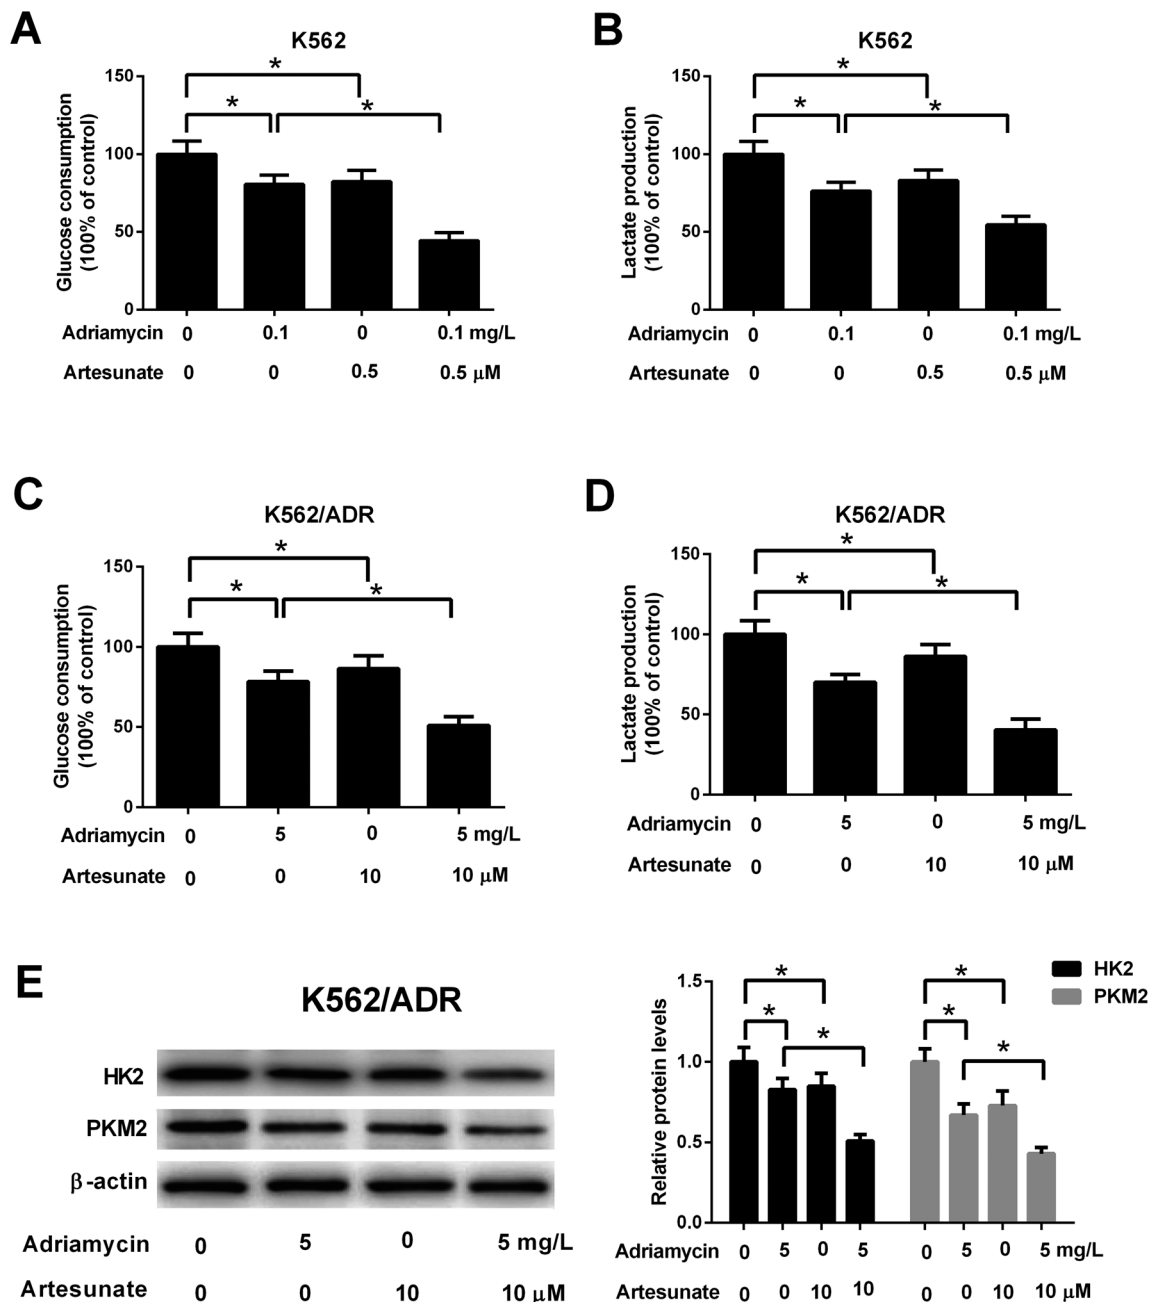 A
K562
*
*
*
150
100
50
0
Glucose consumption
(100% of control)
Adriamycin 0 0.1 0 0.1 mg/L
Artesunate 0 0 0.5 0.5 μM
B
K562
*
*
*
150
100
50
0
Lactate production
(100% of control)
Adriamycin 0 0.1 0 0.1 mg/L
Artesunate 0 0 0.5 0.5 μM
C
K562/ADR
*
*
*
150
100
50
0
Glucose consumption
(100% of control)
Adriamycin 0 5 0 5 mg/L
Artesunate 0 0 10 10 μM
D
K562/ADR
*
*
*
150
100
50
0
Lactate production
(100% of control)
Adriamycin 0 5 0 5 mg/L
Artesunate 0 0 10 10 μM
E
K562/ADR
HK2
PKM2
β-actin
Adriamycin 0 5 0 5 mg/L
Artesunate 0 0 10 10 μM
HK2
PKM2
*
*
*
*
*
*
1.5
1.0
0.5
0.0
Relative protein levels
Adriamycin 0 5 0 5 0 5 0 5 mg/L
Artesunate 0 0 10 10 0 0 10 10 μM